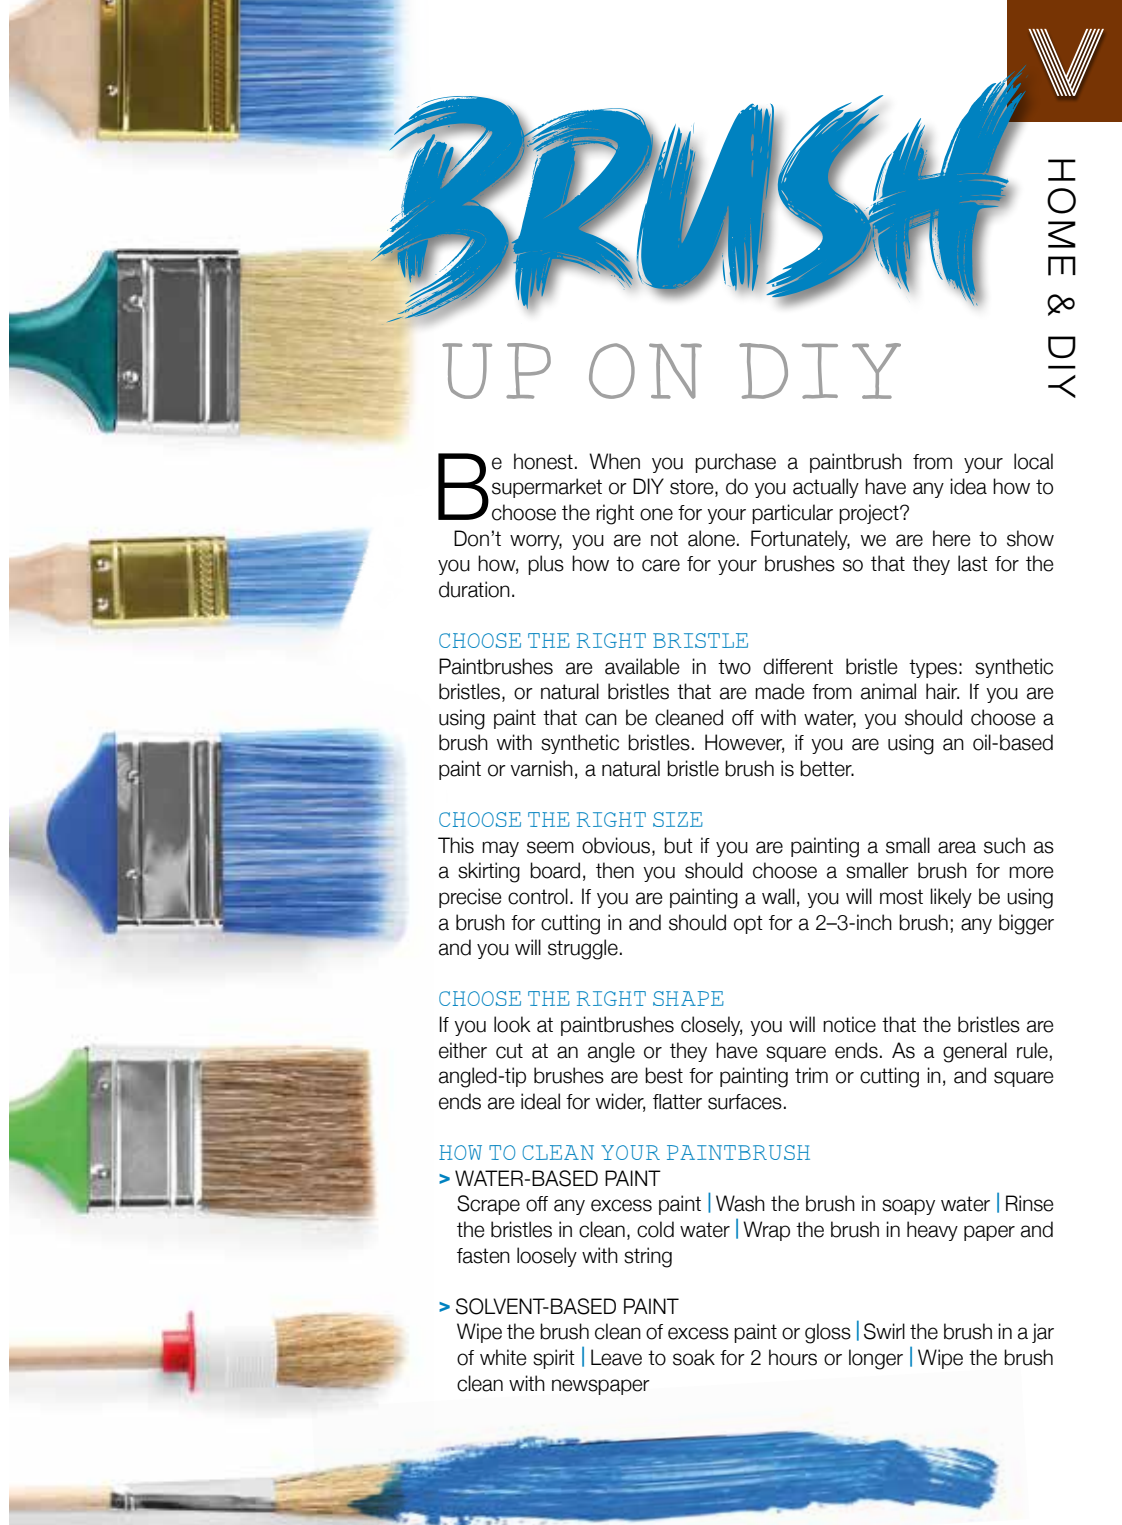 V
HOME & DIY
BRUSH
UP ON DIY
Be honest. When you purchase a paintbrush from your local
supermarket or DIY store, do you actually have any idea how to
choose the right one for your particular project?
Don't worry, you are not alone. Fortunately, we are here to show
you how, plus how to care for your brushes so that they last for the
duration.
CHOOSE THE RIGHT BRISTLE
Paintbrushes are available in two different bristle types: synthetic
bristles, or natural bristles that are made from animal hair. If you are
using paint that can be cleaned off with water, you should choose a
brush with synthetic bristles. However, if you are using an oil-based
paint or varnish, a natural bristle brush is better.
CHOOSE THE RIGHT SIZE
This may seem obvious, but if you are painting a small area such as
a skirting board, then you should choose a smaller brush for more
precise control. If you are painting a wall, you will most likely be using
a brush for cutting in and should opt for a 2–3-inch brush; any bigger
and you will struggle.
CHOOSE THE RIGHT SHAPE
If you look at paintbrushes closely, you will notice that the bristles are
either cut at an angle or they have square ends. As a general rule,
angled-tip brushes are best for painting trim or cutting in, and square
ends are ideal for wider, flatter surfaces.
HOW TO CLEAN YOUR PAINTBRUSH
> WATER-BASED PAINT
Scrape off any excess paint | Wash the brush in soapy water | Rinse
the bristles in clean, cold water | Wrap the brush in heavy paper and
fasten loosely with string
> SOLVENT-BASED PAINT
Wipe the brush clean of excess paint or gloss | Swirl the brush in a jar
of white spirit | Leave to soak for 2 hours or longer | Wipe the brush
clean with newspaper